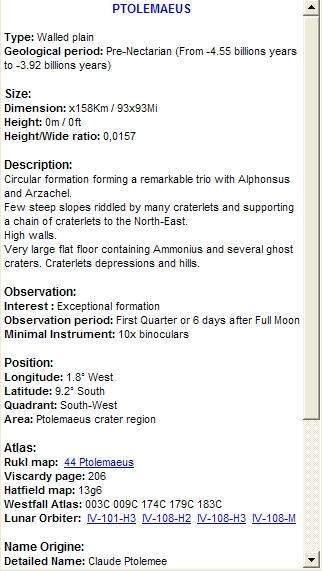 PTOLEMAEUS
Type: Walled plain
Geological period: Pre-Nectarian (From -4.55 billions years
to -3.92 billions years)
Size:
Dimension: x158Km / 93x93Mi
Height: 0m / 0ft
Height/Wide ratio: 0,0157
Description:
Circular formation forming a remarkable trio with Alphonsus
and Arzachel.
Few steep slopes riddled by many craterlets and supporting
a chain of craterlets to the North-East.
High walls.
Very large flat floor containing Ammonius and several ghost
craters. Craterlets depressions and hills.
Observation:
Interest : Exceptional formation
Observation period: First Quarter or 6 days after Full Moon
Minimal Instrument: 10x binoculars
Position:
Longitude: 1.8° West
Latitude: 9.2° South
Quadrant: South-West
Area: Ptolemaeus crater region
Atlas:
Rukl map: 44 Ptolemaeus
Viscardy page: 206
Hatfield map: 13g6
Westfall Atlas: 003C 009C 174C 179C 183C
Lunar Orbiter: IV-101-H3 IV-108-H2 IV-108-H3 IV-108-M
Name Origine:
Detailed Name: Claude Ptolemee